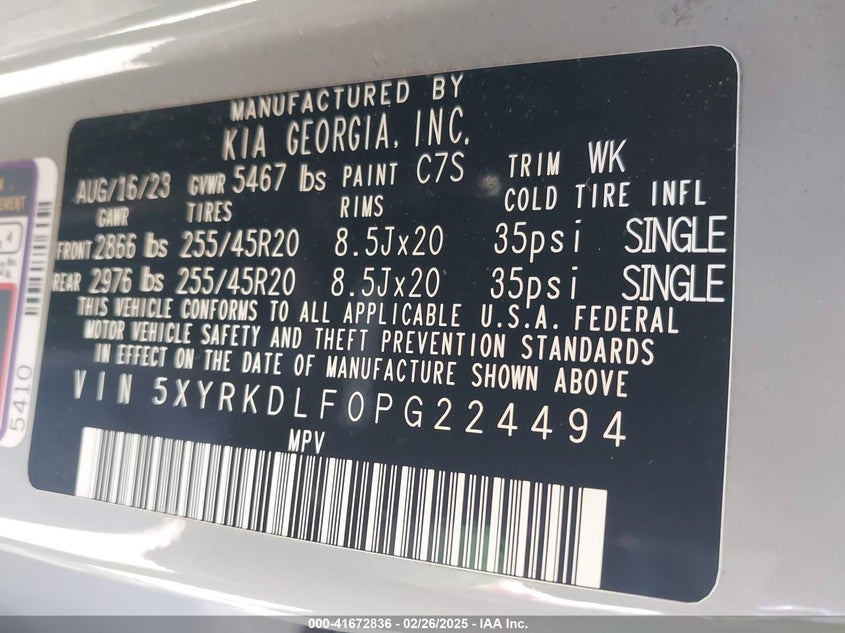 MANUFACTURED BY
KIA GEORGIA, INC.
AUG/16/23 GVWR 5467 lbs PAINT C7S TRIM WK
GAWR TIRES RIMS COLD TIRE INFL
FRONT 2866 lbs 255/45R20 8.5Jx20 35psi SINGLE
REAR 2976 lbs 255/45R20 8.5Jx20 35psi SINGLE
THIS VEHICLE CONFORMS TO ALL APPLICABLE U.S.A. FEDERAL
MOTOR VEHICLE SAFETY AND THEFT PREVENTION STANDARDS
IN EFFECT ON THE DATE OF MANUFACTURE SHOWN ABOVE
VIN 5XYRKDLF0PG224494
MPV
5410
000-41672836 - 02/26/2025 - IAA Inc.